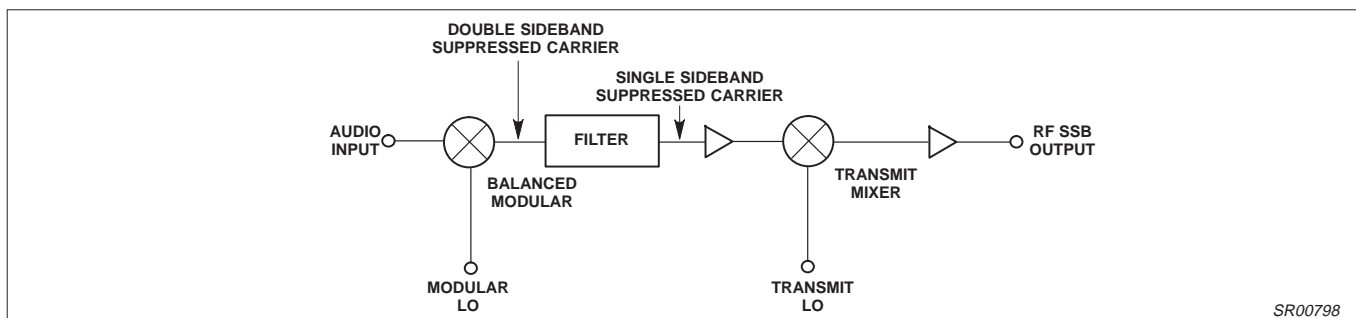 DOUBLE SIDEBAND
SUPPRESSED CARRIER
SINGLE SIDEBAND
SUPPRESSED CARRIER
AUDIO
INPUT
FILTER
RF SSB
OUTPUT
BALANCED
MODULAR
TRANSMIT
MIXER
MODULAR
LO
TRANSMIT
LO
SR00798